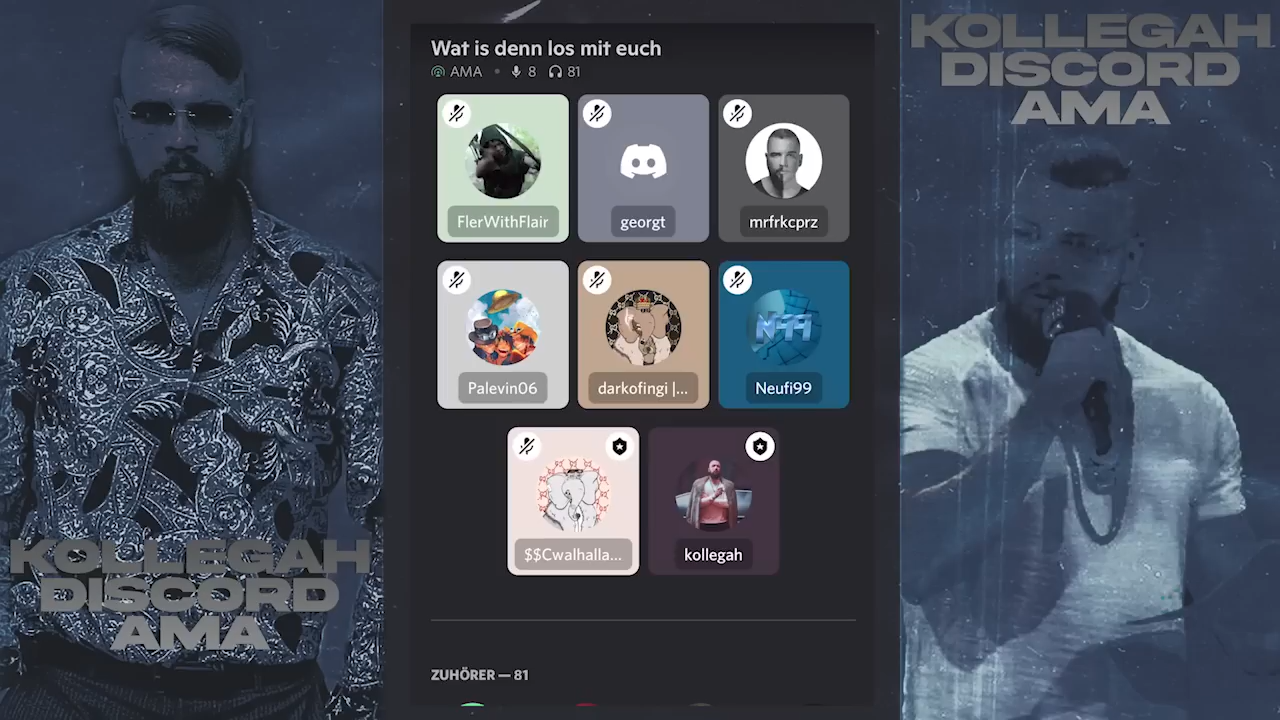 KOLLEGAH
DISCORD
AMA
Wat is denn los mit euch
AMA • 8 81
FlerWithFlair
georgt
mrfrkcprz
Palevin06
darkofingi |...
N99
Neufi99
$$Cwalhalla...
kollegah
ZUHÖRER — 81
KOLLEGAH
DISCORD
AMA